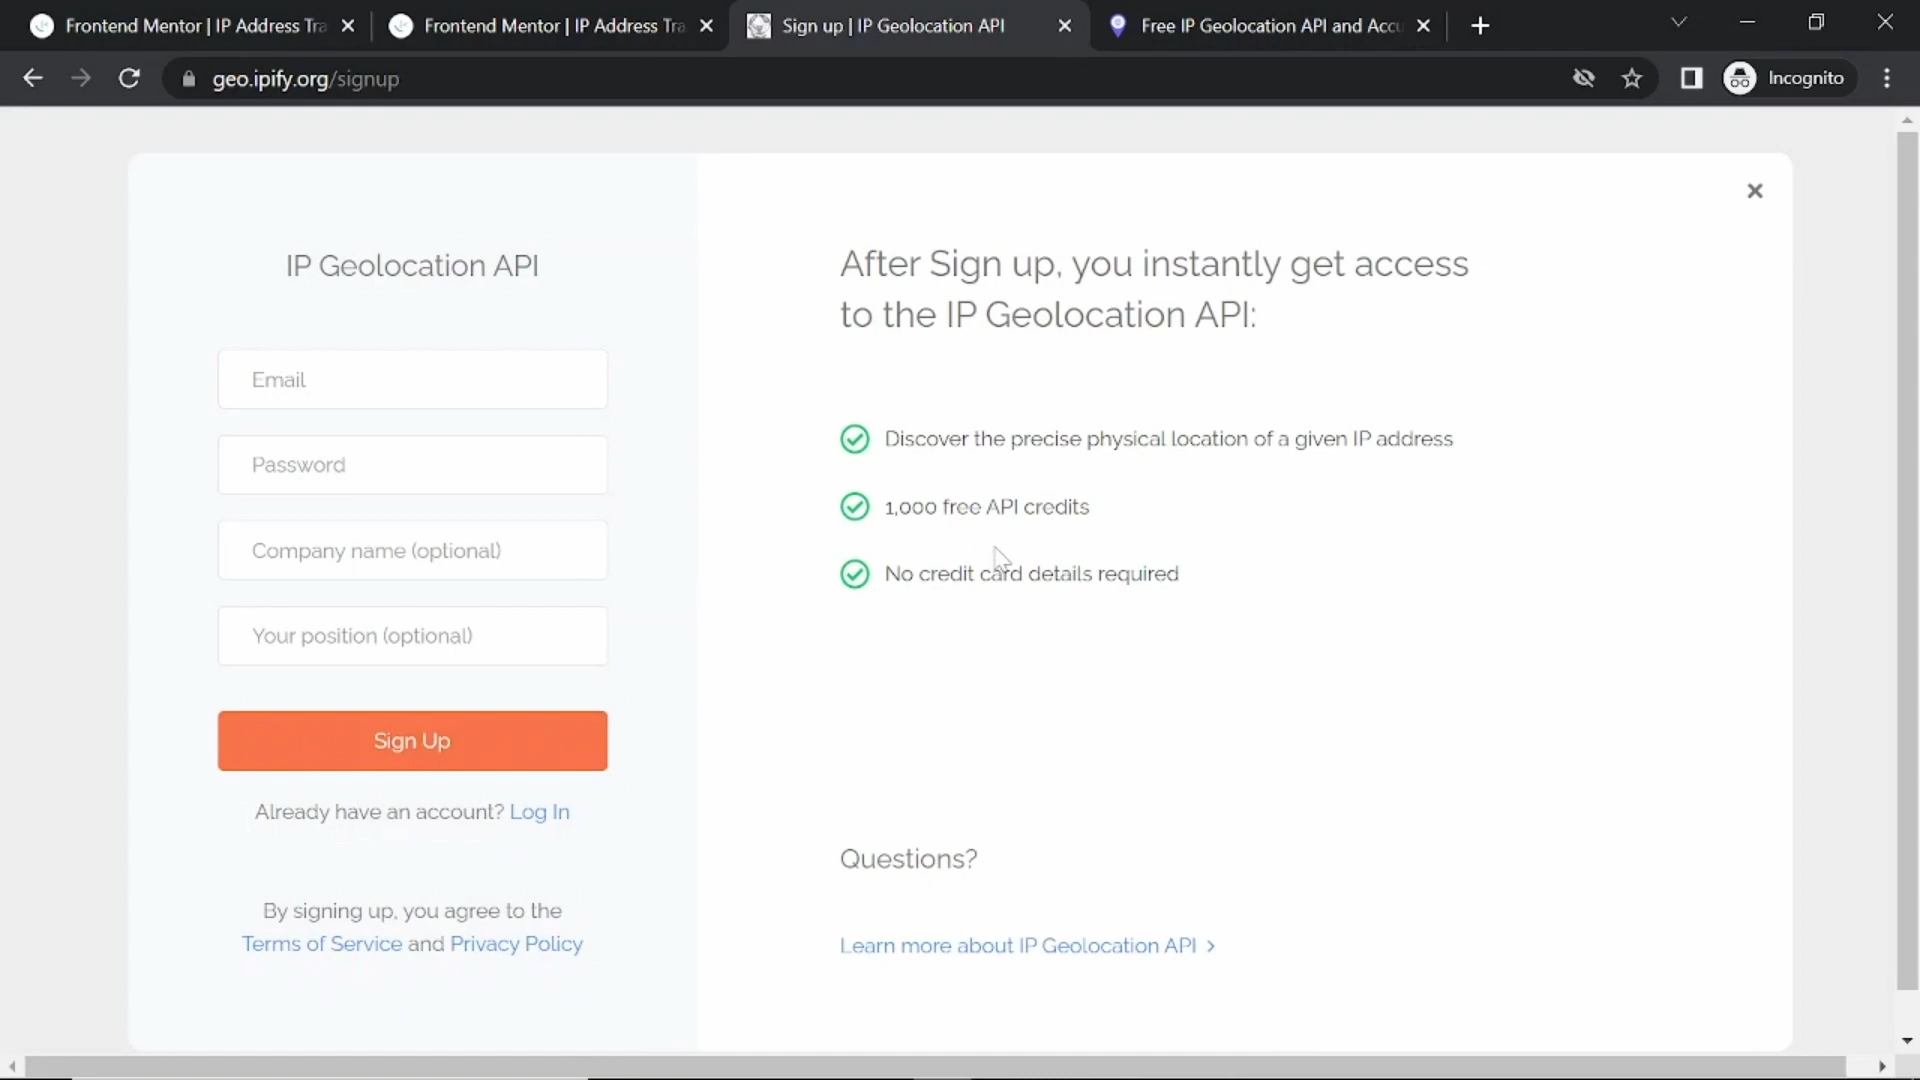 Frontend Mentor | IP Address Tra
Frontend Mentor | IP Address Tra
Sign up | IP Geolocation API
Free IP Geolocation API and Accu
geo.ipify.org/signup
Incognito
IP Geolocation API
Email
Password
Company name (optional)
Your position (optional)
Sign Up
Already have an account? Log In
By signing up, you agree to the
Terms of Service and Privacy Policy
After Sign up, you instantly get access
to the IP Geolocation API:
Discover the precise physical location of a given IP address
1,000 free API credits
No credit card details required
Questions?
Learn more about IP Geolocation API >